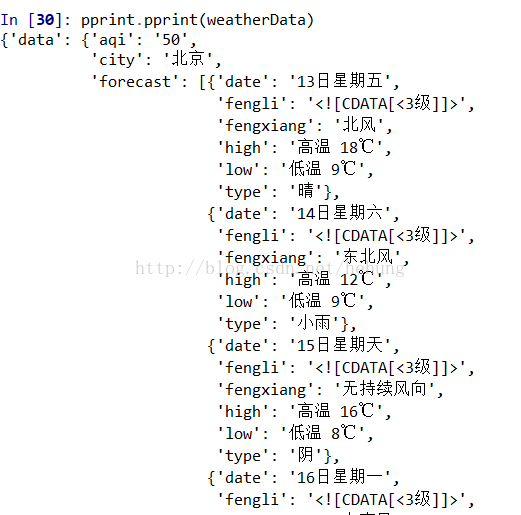 In [30]: pprint.pprint(weatherData)
{'data': {'aqi': '50',
'city': '北京',
'forecast': [{'date': '13日星期五',
'fengli': '<![CDATA[<3级]]>',
'fengxiang': '北风',
'high': '高温 18℃',
'low': '低温 9℃',
'type': '晴'},
{'date': '14日星期六',
'fengli': '<![CDATA[<3级]]>',
'fengxiang': '东北风',
http://blog.csdn.net/
'high': '高温 12℃',
'low': '低温 9℃',
'type': '小雨'},
{'date': '15日星期天',
'fengli': '<![CDATA[<3级]]>',
'fengxiang': '无持续风向',
'high': '高温 16℃',
'low': '低温 8℃',
'type': '阴'},
{'date': '16日星期一',
'fengli': '<![CDATA[<3级]]>',